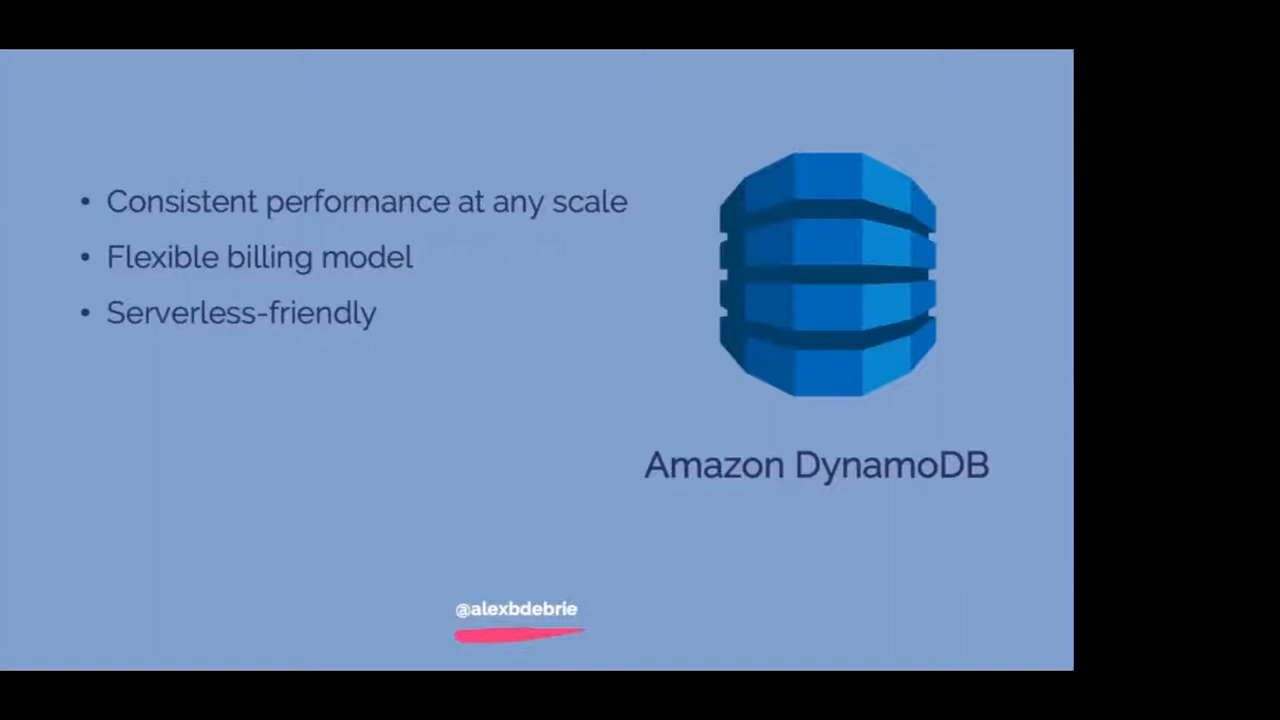 • Consistent performance at any scale
• Flexible billing model
• Serverless-friendly
Amazon DynamoDB
@alexbdebrie